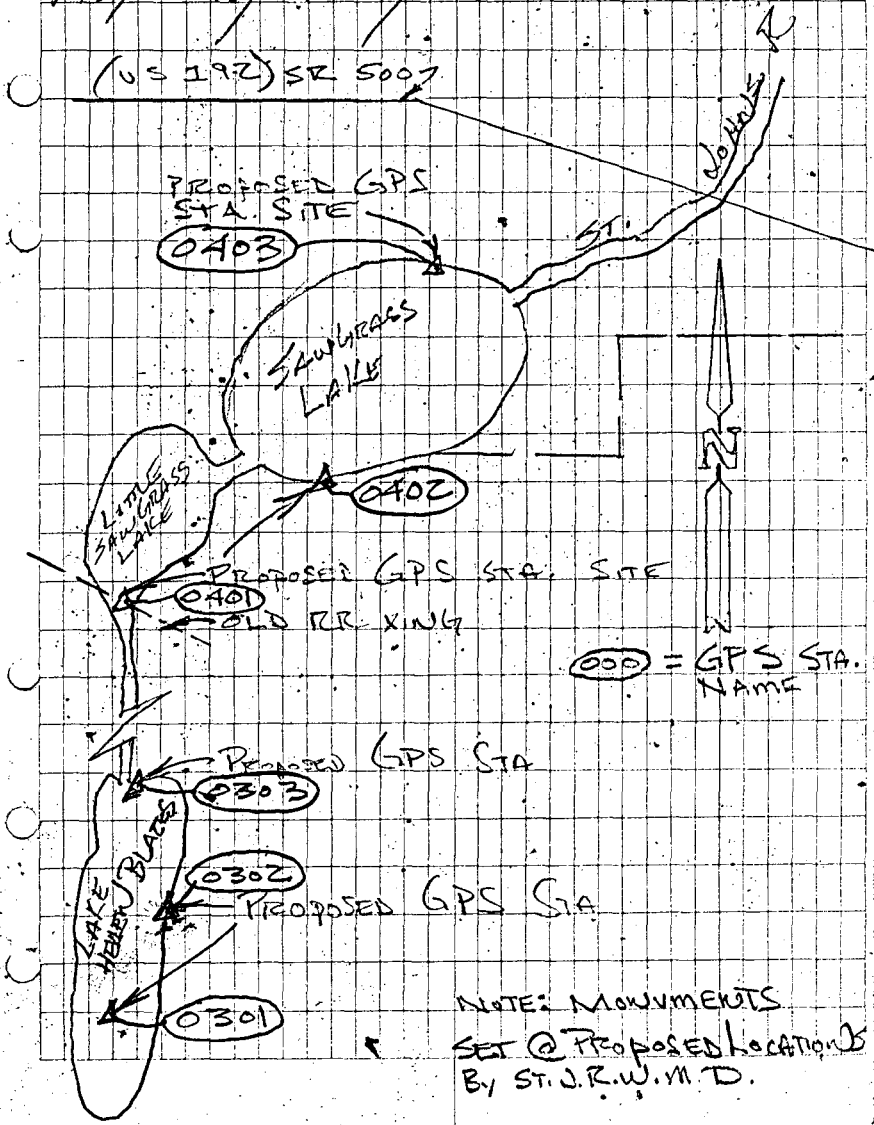 (US 192) SR 500
ST. JOHNS R
PROPOSED GPS
STA. SITE
0403
SAWGRASS
LAKE
0402
LITTLE
SAWGRASS
LAKE
PROPOSED GPS STA. SITE
0401
OLD RR XING
N
000 = GPS STA.
NAME
PROPOSED GPS STA
0303
0302
LAKE
HELEN BLAZES
PROPOSED GPS STA
0301
NOTE: MONUMENTS
SET @ PROPOSED LOCATIONS
By ST. J.R.W.M.D.